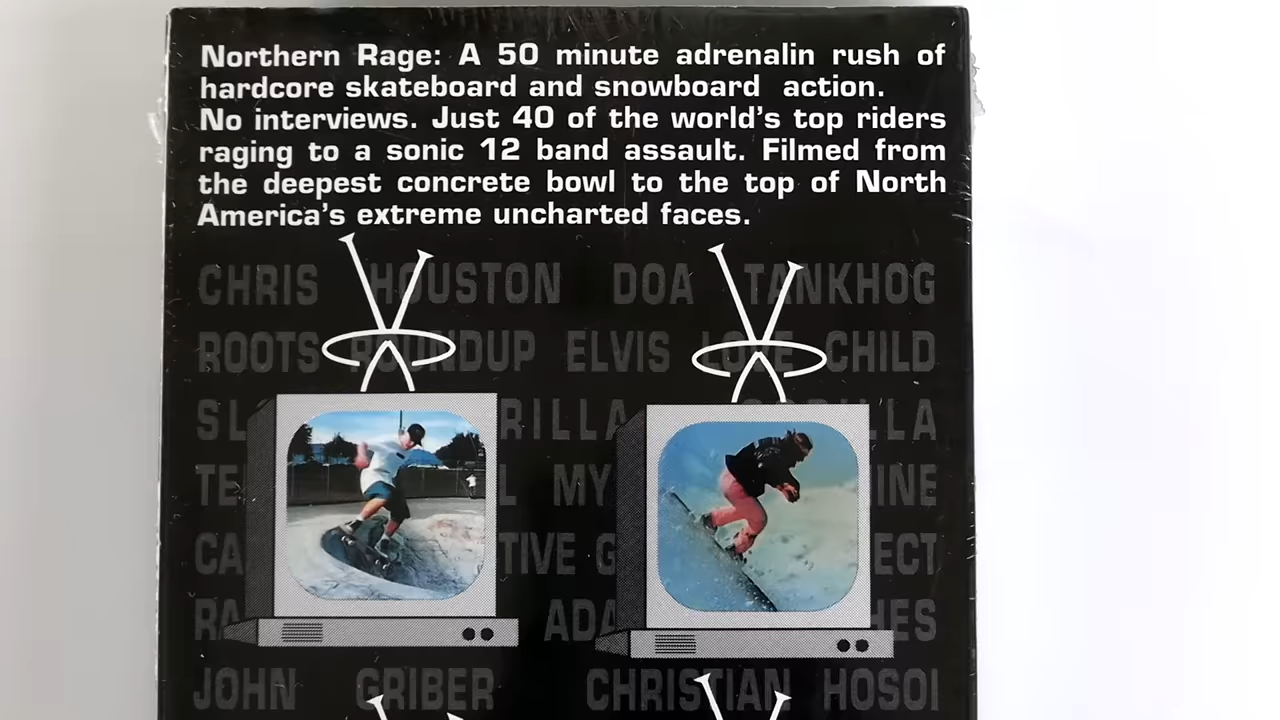 Northern Rage: A 50 minute adrenalin rush of
hardcore skateboard and snowboard action.
No interviews. Just 40 of the world's top riders
raging to a sonic 12 band assault. Filmed from
the deepest concrete bowl to the top of North
America's extreme uncharted faces.
CHRIS HOUSTON DOA TANKHOG
ROOTS ROUNDUP ELVIS LOVE CHILD
MY
JOHN GRIBER CHRISTIAN HOSOI